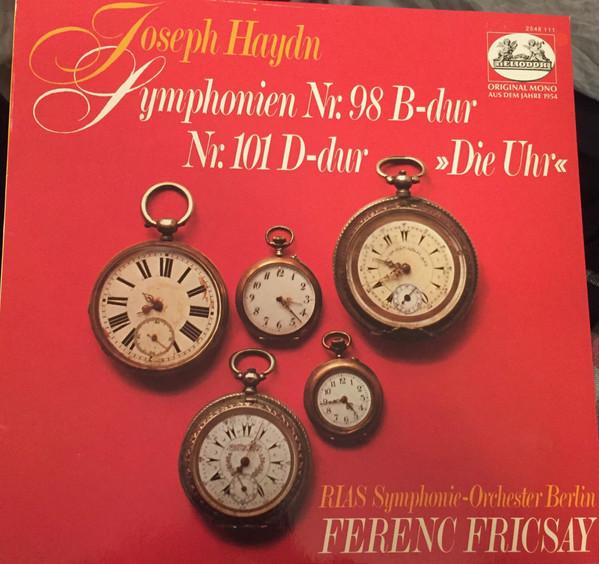 Joseph Haydn
2548 111
HELIODOR
ORIGINAL MONO
AUS DEM JAHRE 1954
Symphonien Nr. 98 B-dur
Nr. 101 D-dur »Die Uhr«
RIAS Symphonie-Orchester Berlin
FERENC FRICSAY